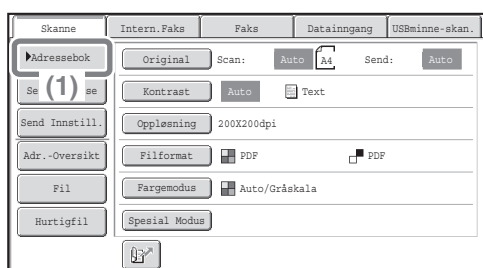 Skanne Intern.Faks Faks Datainngang USBminne-skan.
Adressebok Original Scan: Auto A4 Send: Auto
(1) Kontrast Auto Text
Send Innstill. Oppløsning 200X200dpi
Adr.-Oversikt Filformat PDF PDF
Fil Fargemodus Auto/Gråskala
Hurtigfil Spesial Modus